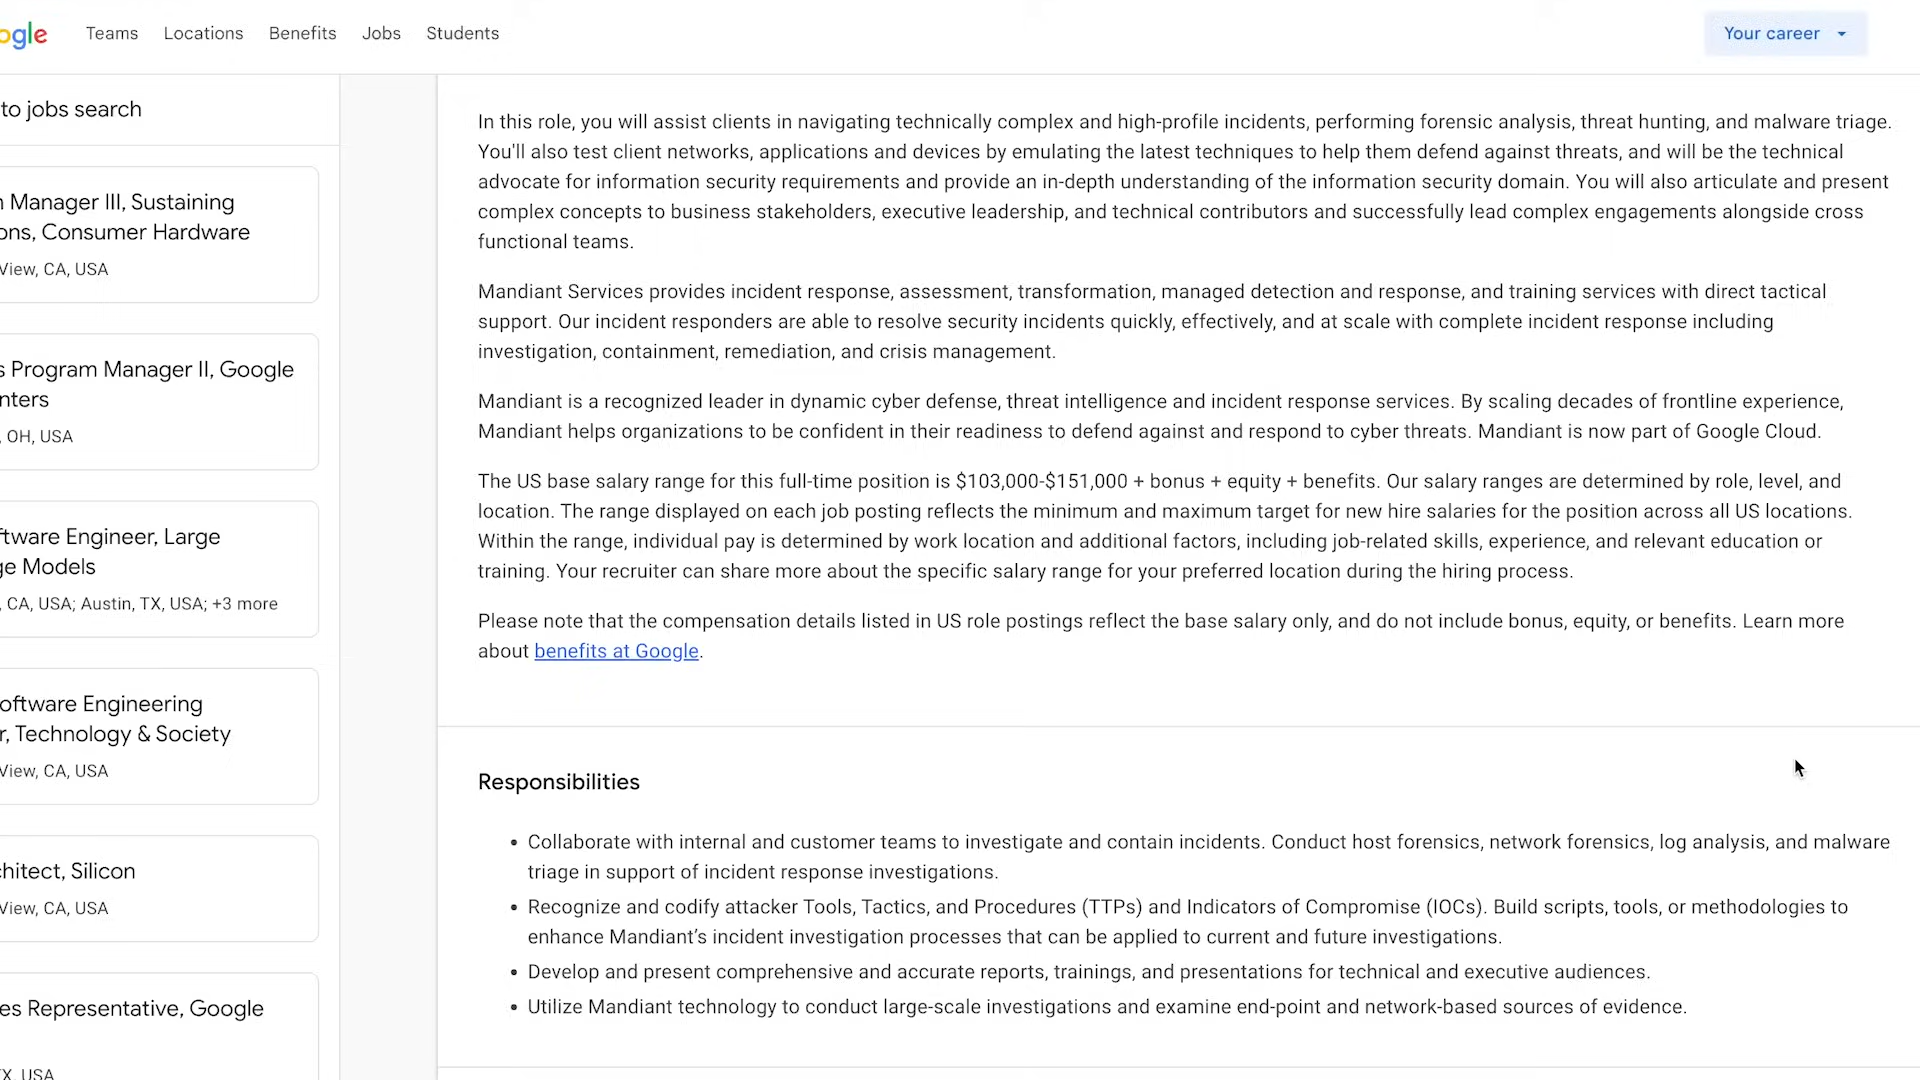 ogle Teams Locations Benefits Jobs Students Your career
to jobs search
Manager III, Sustaining
ons, Consumer Hardware
View, CA, USA
s Program Manager II, Google
nters
, OH, USA
ftware Engineer, Large
ge Models
, CA, USA; Austin, TX, USA; +3 more
oftware Engineering
r, Technology & Society
View, CA, USA
chitect, Silicon
View, CA, USA
es Representative, Google
TX, USA
In this role, you will assist clients in navigating technically complex and high-profile incidents, performing forensic analysis, threat hunting, and malware triage.
You'll also test client networks, applications and devices by emulating the latest techniques to help them defend against threats, and will be the technical
advocate for information security requirements and provide an in-depth understanding of the information security domain. You will also articulate and present
complex concepts to business stakeholders, executive leadership, and technical contributors and successfully lead complex engagements alongside cross
functional teams.
Mandiant Services provides incident response, assessment, transformation, managed detection and response, and training services with direct tactical
support. Our incident responders are able to resolve security incidents quickly, effectively, and at scale with complete incident response including
investigation, containment, remediation, and crisis management.
Mandiant is a recognized leader in dynamic cyber defense, threat intelligence and incident response services. By scaling decades of frontline experience,
Mandiant helps organizations to be confident in their readiness to defend against and respond to cyber threats. Mandiant is now part of Google Cloud.
The US base salary range for this full-time position is $103,000-$151,000 + bonus + equity + benefits. Our salary ranges are determined by role, level, and
location. The range displayed on each job posting reflects the minimum and maximum target for new hire salaries for the position across all US locations.
Within the range, individual pay is determined by work location and additional factors, including job-related skills, experience, and relevant education or
training. Your recruiter can share more about the specific salary range for your preferred location during the hiring process.
Please note that the compensation details listed in US role postings reflect the base salary only, and do not include bonus, equity, or benefits. Learn more
about benefits at Google.
Responsibilities
• Collaborate with internal and customer teams to investigate and contain incidents. Conduct host forensics, network forensics, log analysis, and malware
triage in support of incident response investigations.
• Recognize and codify attacker Tools, Tactics, and Procedures (TTPs) and Indicators of Compromise (IOCs). Build scripts, tools, or methodologies to
enhance Mandiant’s incident investigation processes that can be applied to current and future investigations.
• Develop and present comprehensive and accurate reports, trainings, and presentations for technical and executive audiences.
• Utilize Mandiant technology to conduct large-scale investigations and examine end-point and network-based sources of evidence.